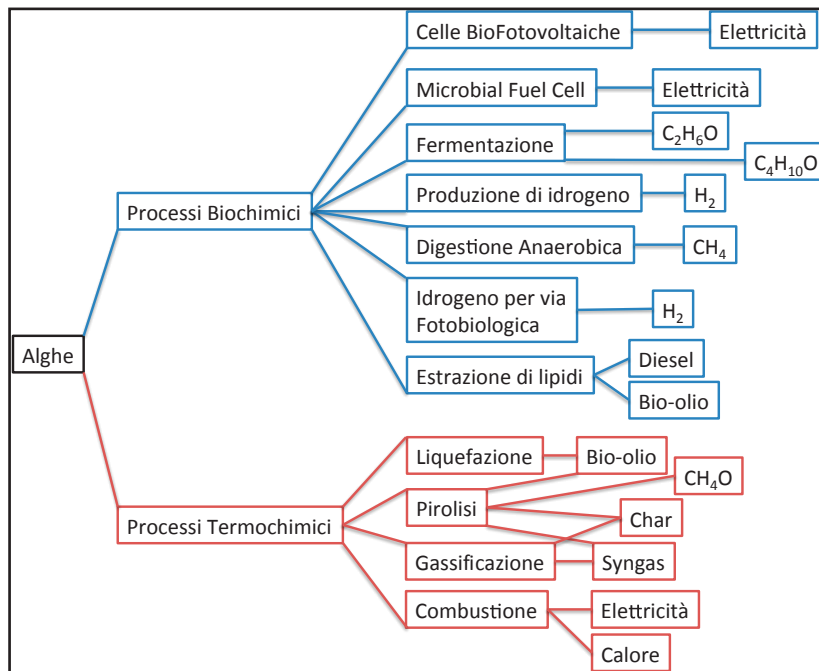 Celle BioFotovoltaiche
Elettricità
Microbial Fuel Cell
Elettricità
Fermentazione
C₂H₆O
C₄H₁₀O
Processi Biochimici
Produzione di idrogeno
H₂
Digestione Anaerobica
CH₄
Idrogeno per via
Fotobiologica
H₂
Alghe
Estrazione di lipidi
Diesel
Bio-olio
Liquefazione
Bio-olio
CH₄O
Pirolisi
Char
Processi Termochimici
Gassificazione
Syngas
Combustione
Elettricità
Calore